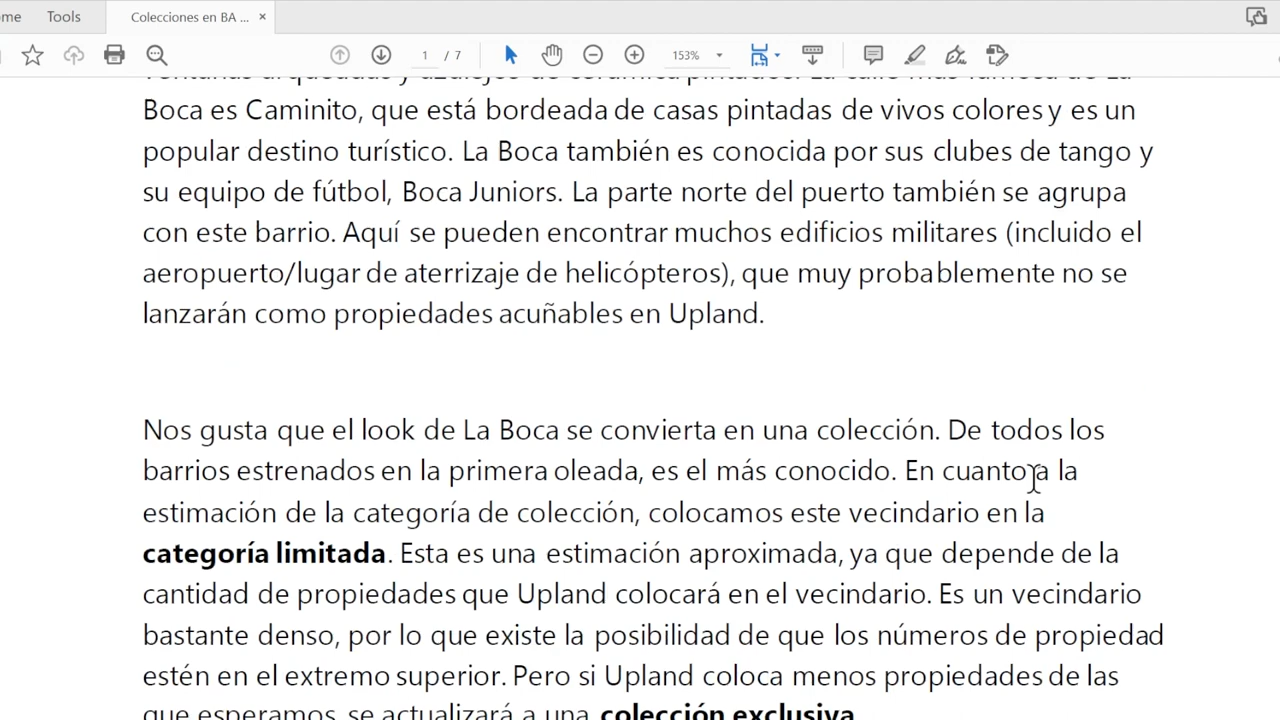 ome Tools Colecciones en BA ... ×
1 / 7 153%
ventanas arqueadas y azulejos de cerámica pintados. La calle más famosa de La
Boca es Caminito, que está bordeada de casas pintadas de vivos colores y es un
popular destino turístico. La Boca también es conocida por sus clubes de tango y
su equipo de fútbol, Boca Juniors. La parte norte del puerto también se agrupa
con este barrio. Aquí se pueden encontrar muchos edificios militares (incluido el
aeropuerto/lugar de aterrizaje de helicópteros), que muy probablemente no se
lanzarán como propiedades acuñables en Upland.
Nos gusta que el look de La Boca se convierta en una colección. De todos los
barrios estrenados en la primera oleada, es el más conocido. En cuanto a la
estimación de la categoría de colección, colocamos este vecindario en la
categoría limitada. Esta es una estimación aproximada, ya que depende de la
cantidad de propiedades que Upland colocará en el vecindario. Es un vecindario
bastante denso, por lo que existe la posibilidad de que los números de propiedad
estén en el extremo superior. Pero si Upland coloca menos propiedades de las
que esperamos, se actualizará a una colección exclusiva.